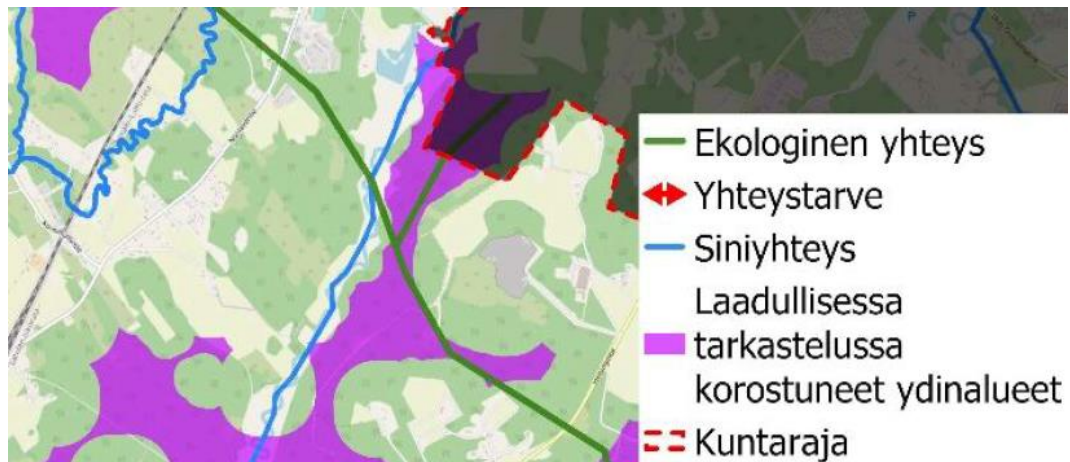 P
Ekologinen yhteys
Yhteystarve
Siniyhteys
Laadullisessa
tarkastelussa
korostuneet ydinalueet
Kuntaraja